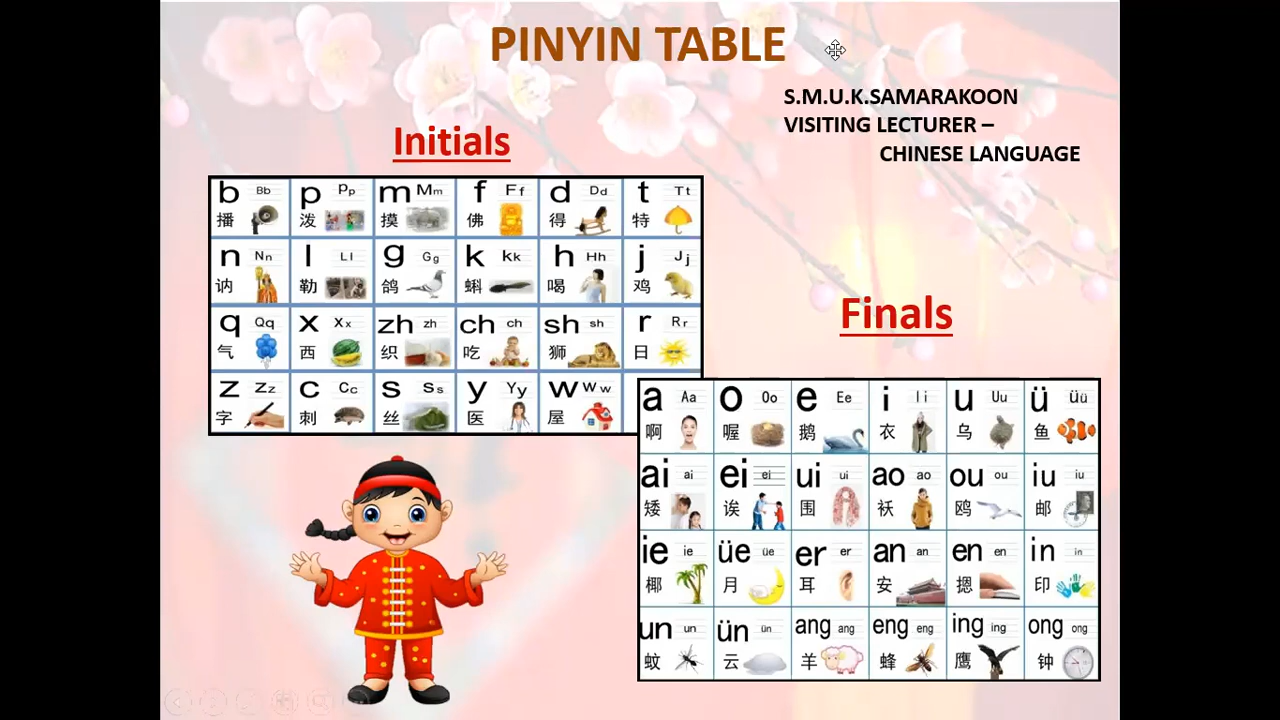 PINYIN TABLE
S.M.U.K.SAMARAKOON
VISITING LECTURER –
CHINESE LANGUAGE
Initials
b Bb p Pp m Mm f Ff d Dd t Tt
播 泼 摸 佛 得 特
n Nn l Ll g Gg k kk h Hh j Jj
讷 勒 鸽 蝌 喝 鸡
q Qq x Xx zh zh ch ch sh sh r Rr
气 西 织 吃 狮 日
z Zz c Cc s Ss y Yy w Ww
字 刺 丝 医 屋
Finals
a Aa o Oo e Ee i Ii u Uu ü Üü
啊 喔 鹅 衣 乌 鱼
ai ai ei ei ui ui ao ao ou ou iu iu
矮 诶 围 袄 鸥 邮
ie ie üe üe er er an an en en in in
椰 月 耳 安 摁 印
un un ün ün ang ang eng eng ing ing ong ong
蚊 云 羊 蜂 鹰 钟